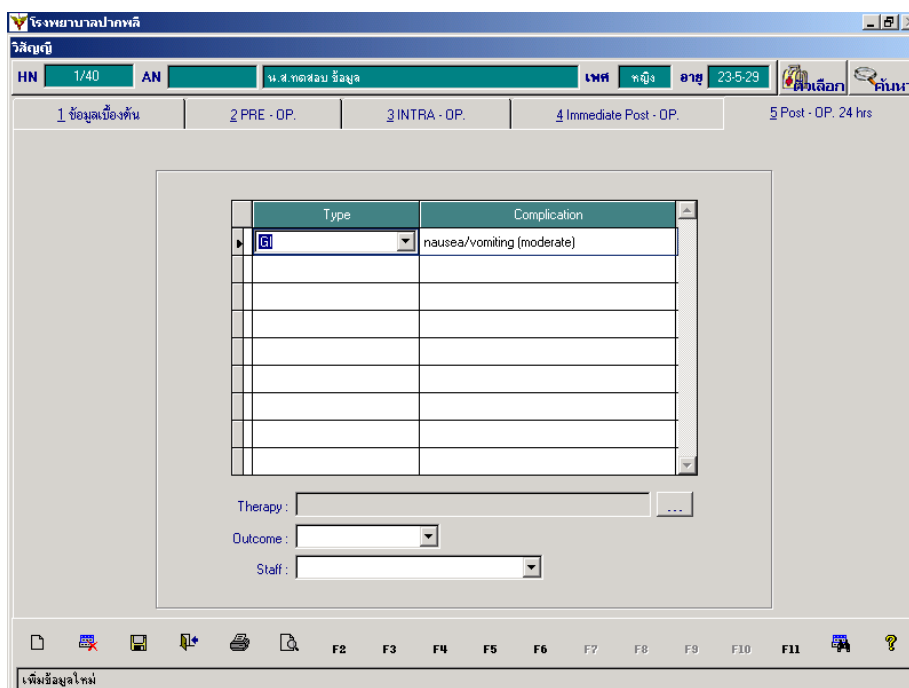 โรงพยาบาลปากพลี
วิสัญญี
HN 1/40 AN น.ส.ทดสอบ ข้อมูล เพศ หญิง อายุ 23-5-29 ตัวเลือก ค้นหา
1 ข้อมูลเบื้องต้น 2 PRE - OP. 3 INTRA - OP. 4 Immediate Post - OP. 5 Post - OP. 24 hrs
Type Complication
GI nausea/vomiting (moderate)
Therapy : ...
Outcome :
Staff :
F2 F3 F4 F5 F6 F7 F8 F9 F10 F11 ?
เพิ่มข้อมูลใหม่